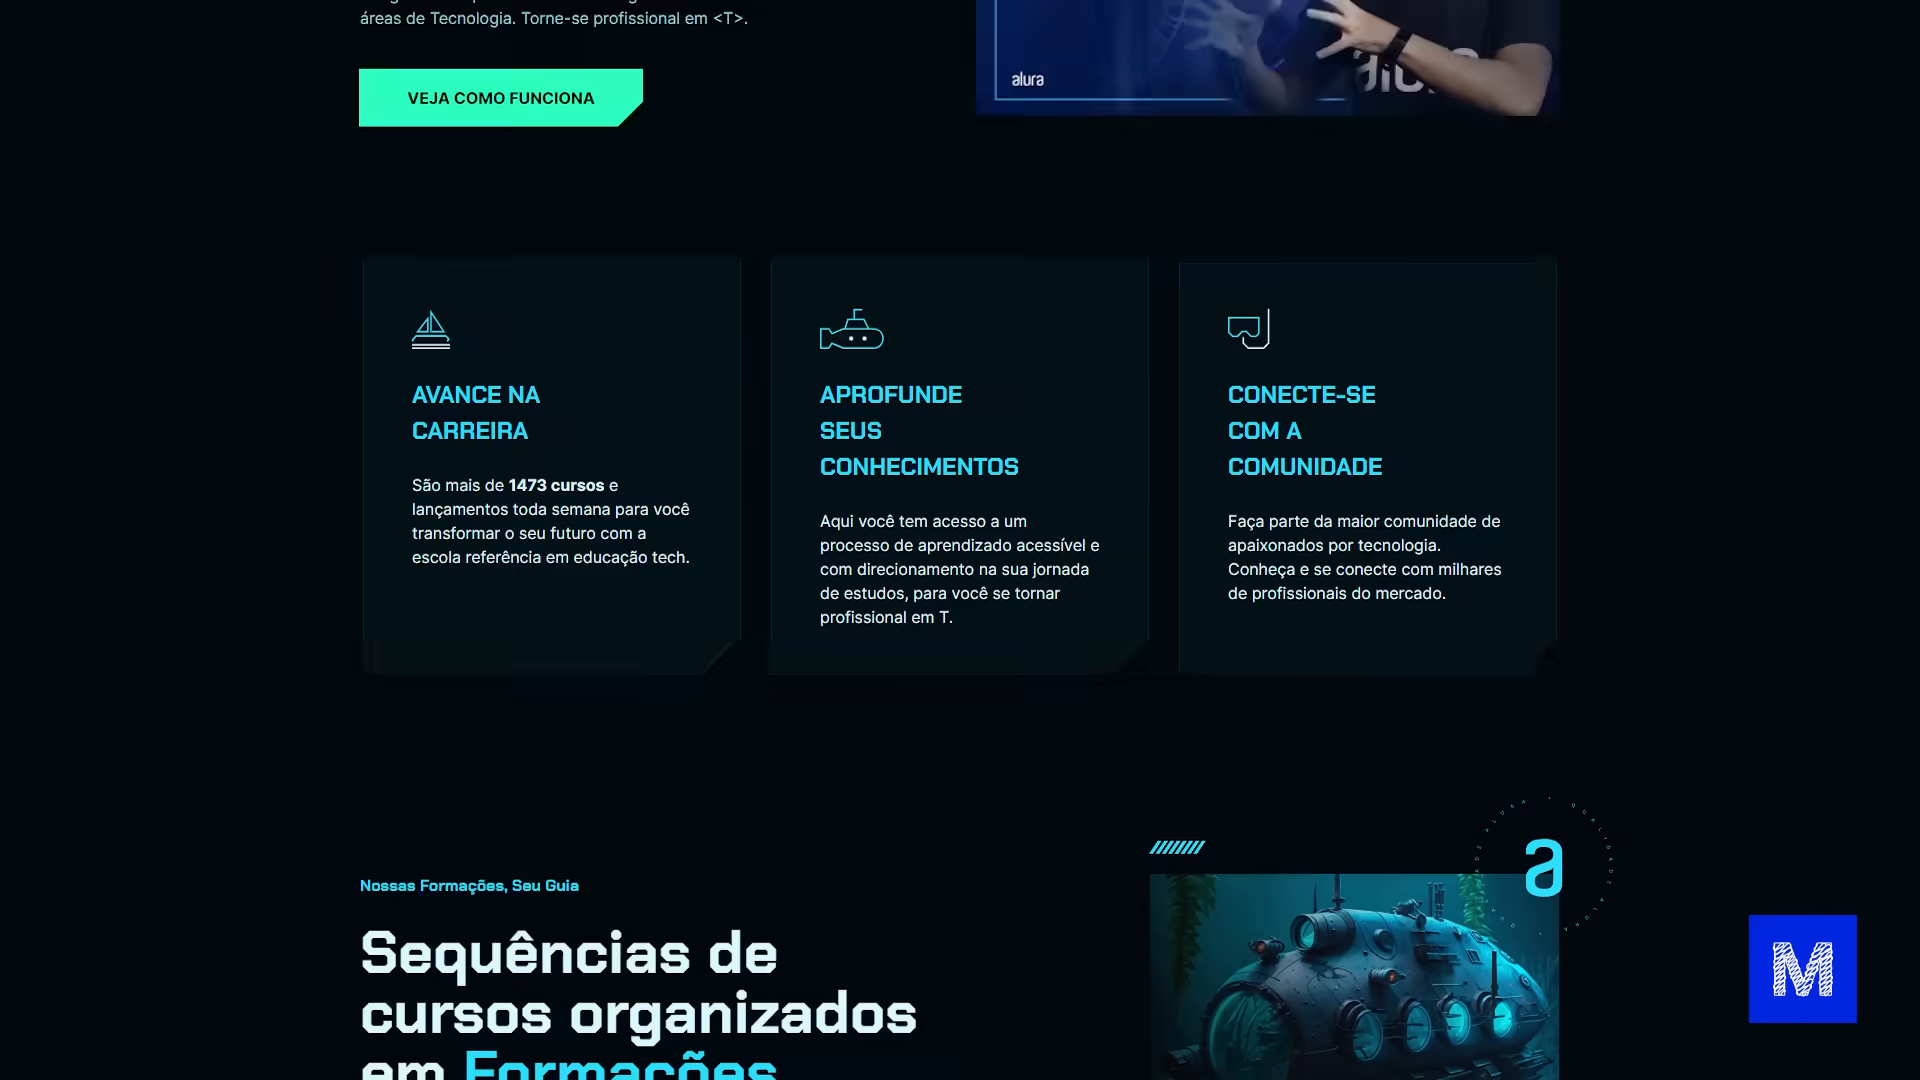 áreas de Tecnologia. Torne-se profissional em <T>.
alura
VEJA COMO FUNCIONA
AVANCE NA
CARREIRA
São mais de 1473 cursos e
lançamentos toda semana para você
transformar o seu futuro com a
escola referência em educação tech.
APROFUNDE
SEUS
CONHECIMENTOS
Aqui você tem acesso a um
processo de aprendizado acessível e
com direcionamento na sua jornada
de estudos, para você se tornar
profissional em T.
CONECTE-SE
COM A
COMUNIDADE
Faça parte da maior comunidade de
apaixonados por tecnologia.
Conheça e se conecte com milhares
de profissionais do mercado.
a
Nossas Formações, Seu Guia
Sequências de
cursos organizados
em Formações
M